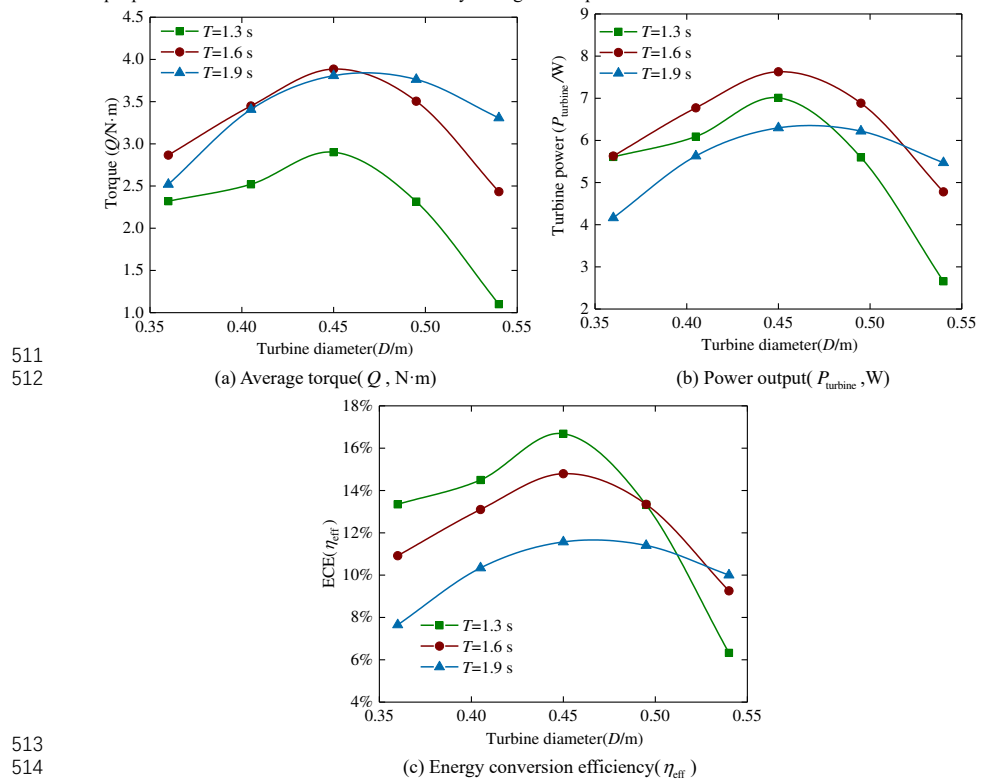 4.5
4.0
3.5
3.0
2.5
2.0
1.5
1.0
Torque (Q/N·m)
T=1.3 s
T=1.6 s
T=1.9 s
0.35 0.40 0.45 0.50 0.55
Turbine diameter(D/m)
9
8
7
6
5
4
3
2
Turbine power (Pturbine/W)
T=1.3 s
T=1.6 s
T=1.9 s
0.35 0.40 0.45 0.50 0.55
Turbine diameter(D/m)
511
512
(a) Average torque( Q , N·m)
(b) Power output( Pturbine ,W)
18%
16%
14%
12%
10%
8%
6%
4%
ECE(ηeff)
T=1.3 s
T=1.6 s
T=1.9 s
0.35 0.40 0.45 0.50 0.55
Turbine diameter(D/m)
513
514
(c) Energy conversion efficiency( ηeff )